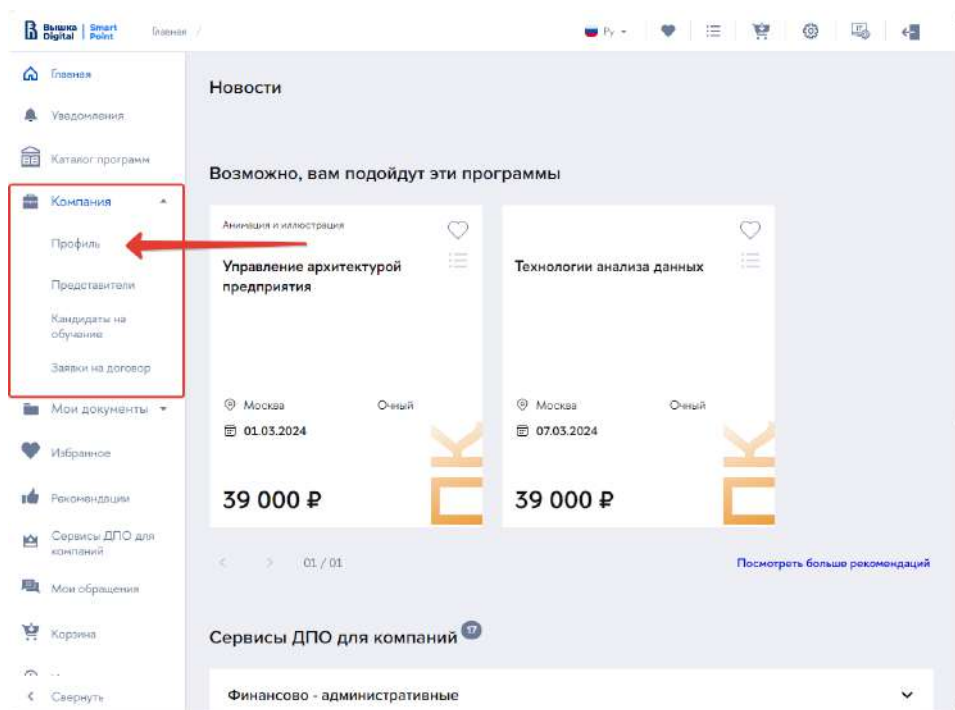 Вышка | Smart
Digital | Point
Главная /
Ру
Главная
Уведомления
Каталог программ
Компания
Профиль
Представители
Кандидаты на
обучение
Заявки на договор
Мои документы
Избранное
Рекомендации
Сервисы ДПО для
компаний
Мои обращения
Корзина
Свернуть
Новости
Возможно, вам подойдут эти программы
Анимация и иллюстрация
Управление архитектурой
предприятия
Москва Очный
01.03.2024
39 000 ₽
ПК
Технологии анализа данных
Москва Очный
07.03.2024
39 000 ₽
ПК
< > 01 / 01
Посмотреть больше рекомендаций
Сервисы ДПО для компаний 17
Финансово - административные